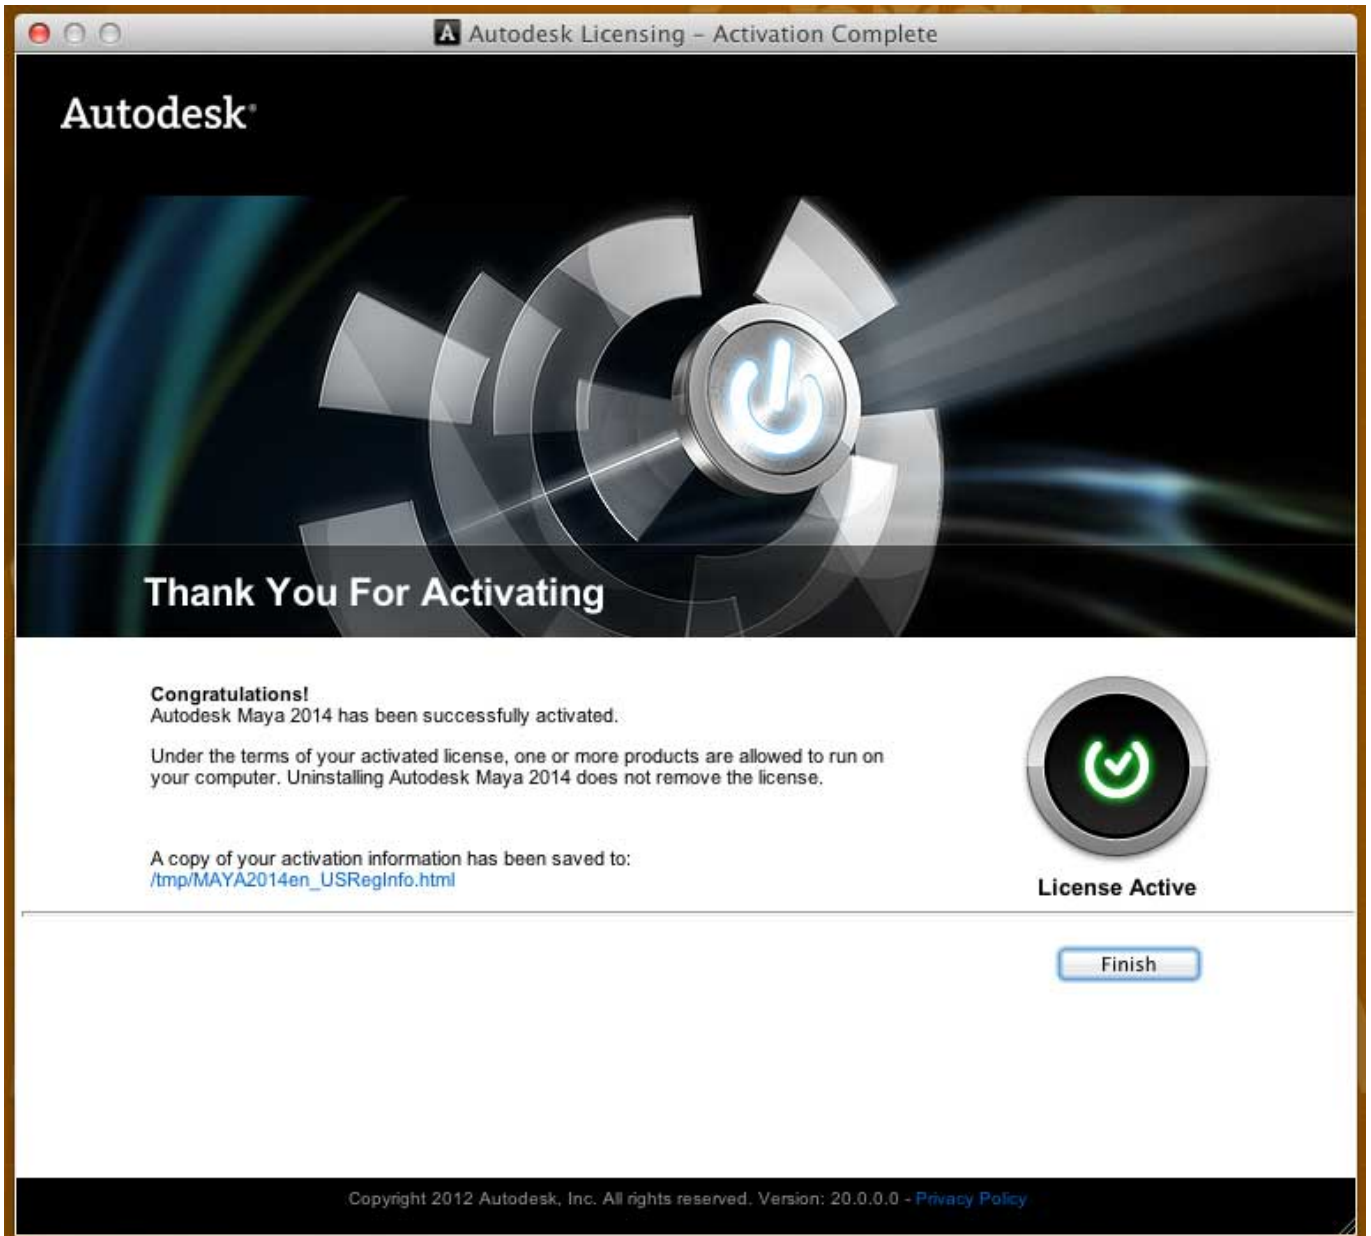 Autodesk Licensing – Activation Complete
Autodesk®
Thank You For Activating
Congratulations!
Autodesk Maya 2014 has been successfully activated.
Under the terms of your activated license, one or more products are allowed to run on
your computer. Uninstalling Autodesk Maya 2014 does not remove the license.
A copy of your activation information has been saved to:
/tmp/MAYA2014en_USRegInfo.html
License Active
Finish
Copyright 2012 Autodesk, Inc. All rights reserved. Version: 20.0.0.0 - Privacy Policy